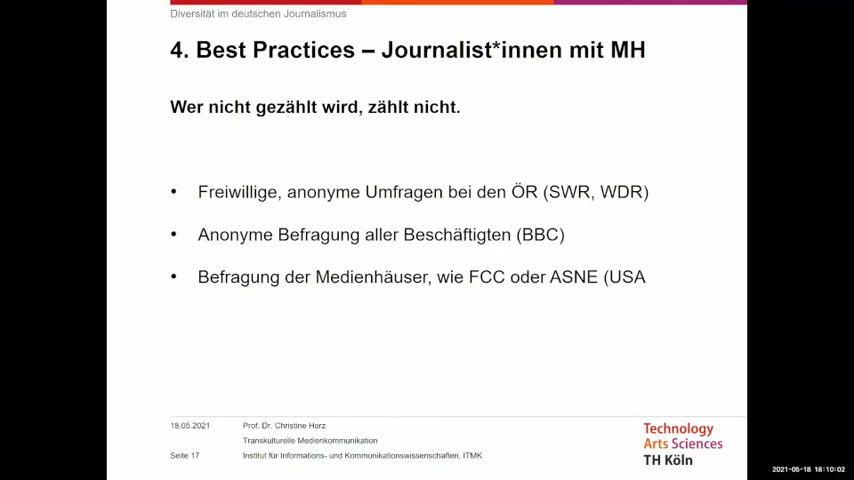 Diversität im deutschen Journalismus
4. Best Practices – Journalist*innen mit MH
Wer nicht gezählt wird, zählt nicht.
• Freiwillige, anonyme Umfragen bei den ÖR (SWR, WDR)
• Anonyme Befragung aller Beschäftigten (BBC)
• Befragung der Medienhäuser, wie FCC oder ASNE (USA
18.05.2021
Prof. Dr. Christine Horz
Transkulturelle Medienkommunikation
Seite 17
Institut für Informations- und Kommunikationswissenschaften, ITMK
Technology
Arts Sciences
TH Köln
2021-05-18 18:10:02